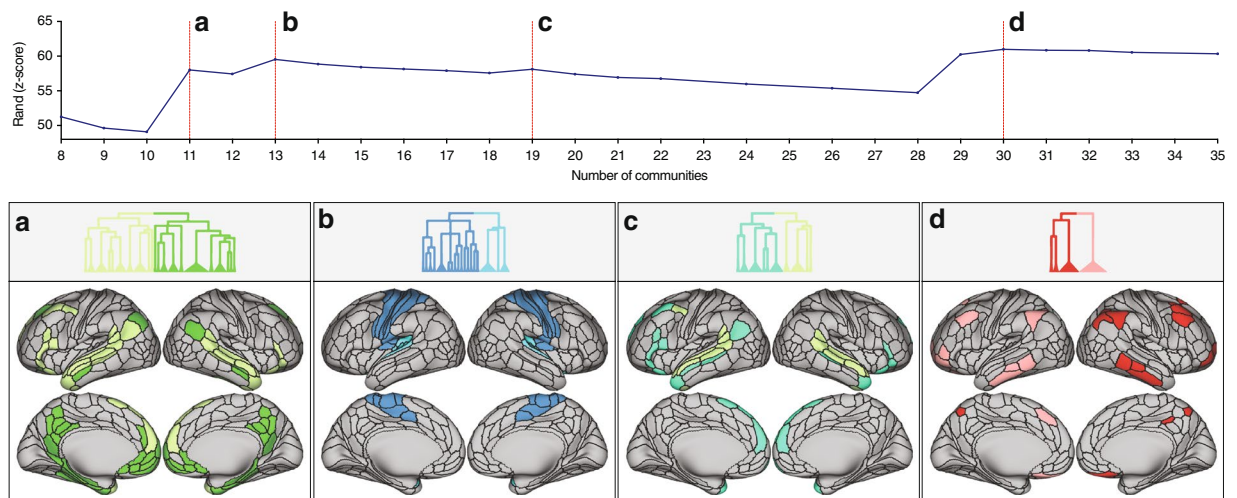 65
60
55
50
Rand (z-score)
a
b
c
d
8 9 10 11 12 13 14 15 16 17 18 19 20 21 22 23 24 25 26 27 28 29 30 31 32 33 34 35
Number of communities
a
b
c
d